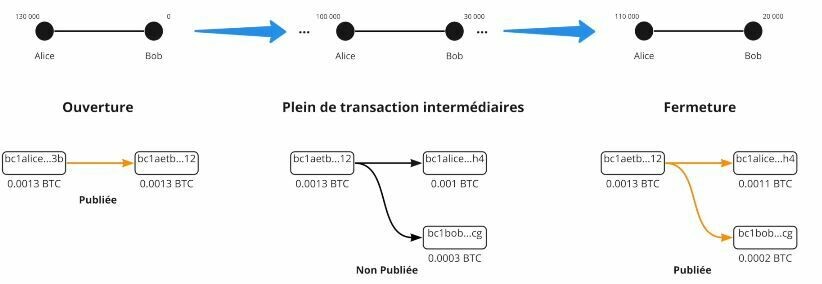 130 000
0
Alice
Bob
...
100 000
30 000
...
Alice
Bob
110 000
20 000
Alice
Bob
Ouverture
Plein de transaction intermédiaires
Fermeture
bc1alice...3b
bc1aetb...12
0.0013 BTC
0.0013 BTC
Publiée
bc1aetb...12
bc1alice...h4
0.0013 BTC
0.001 BTC
bc1bob...cg
0.0003 BTC
Non Publiée
bc1aetb...12
bc1alice...h4
0.0013 BTC
0.0011 BTC
bc1bob...cg
0.0002 BTC
Publiée